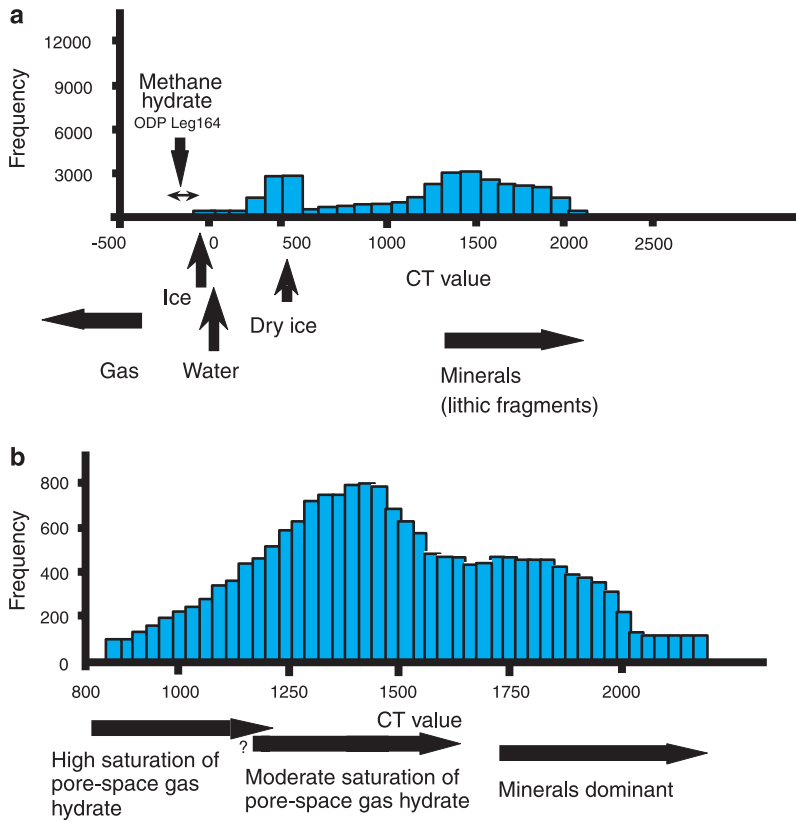 a
12000
9000
6000
3000
Frequency
Methane
hydrate
ODP Leg164
-500
0
500
1000
1500
2000
2500
CT value
Ice
Dry ice
Gas
Water
Minerals
(lithic fragments)
b
800
600
400
200
0
Frequency
800
1000
1250
1500
1750
2000
CT value
?
High saturation of
pore-space gas
hydrate
Moderate saturation of
pore-space gas hydrate
Minerals dominant